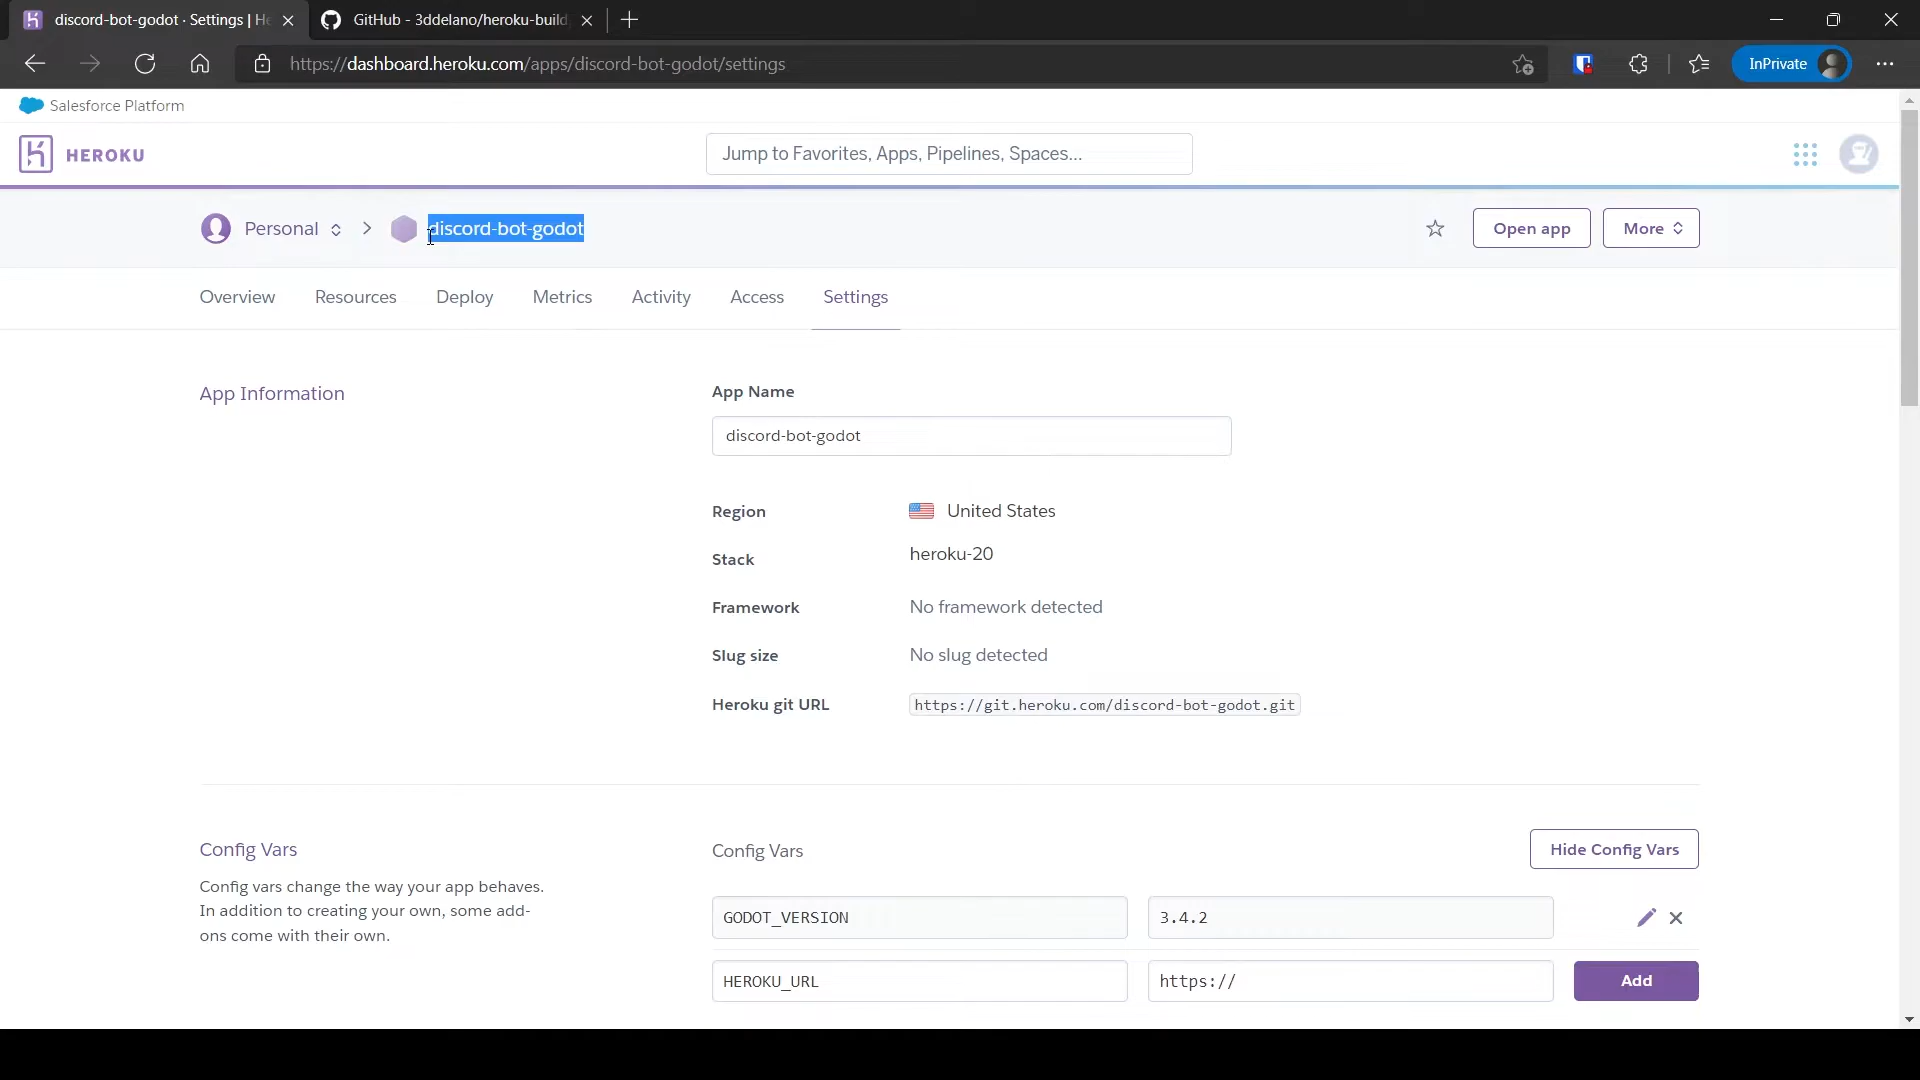 discord-bot-godot · Settings | He
GitHub - 3ddelano/heroku-build
https://dashboard.heroku.com/apps/discord-bot-godot/settings
InPrivate
Salesforce Platform
HEROKU
Jump to Favorites, Apps, Pipelines, Spaces...
Personal
discord-bot-godot
Open app
More
Overview
Resources
Deploy
Metrics
Activity
Access
Settings
App Information
App Name
discord-bot-godot
Region
United States
Stack
heroku-20
Framework
No framework detected
Slug size
No slug detected
Heroku git URL
https://git.heroku.com/discord-bot-godot.git
Config Vars
Config vars change the way your app behaves.
In addition to creating your own, some add-
ons come with their own.
Config Vars
Hide Config Vars
GODOT_VERSION
3.4.2
HEROKU_URL
https://
Add